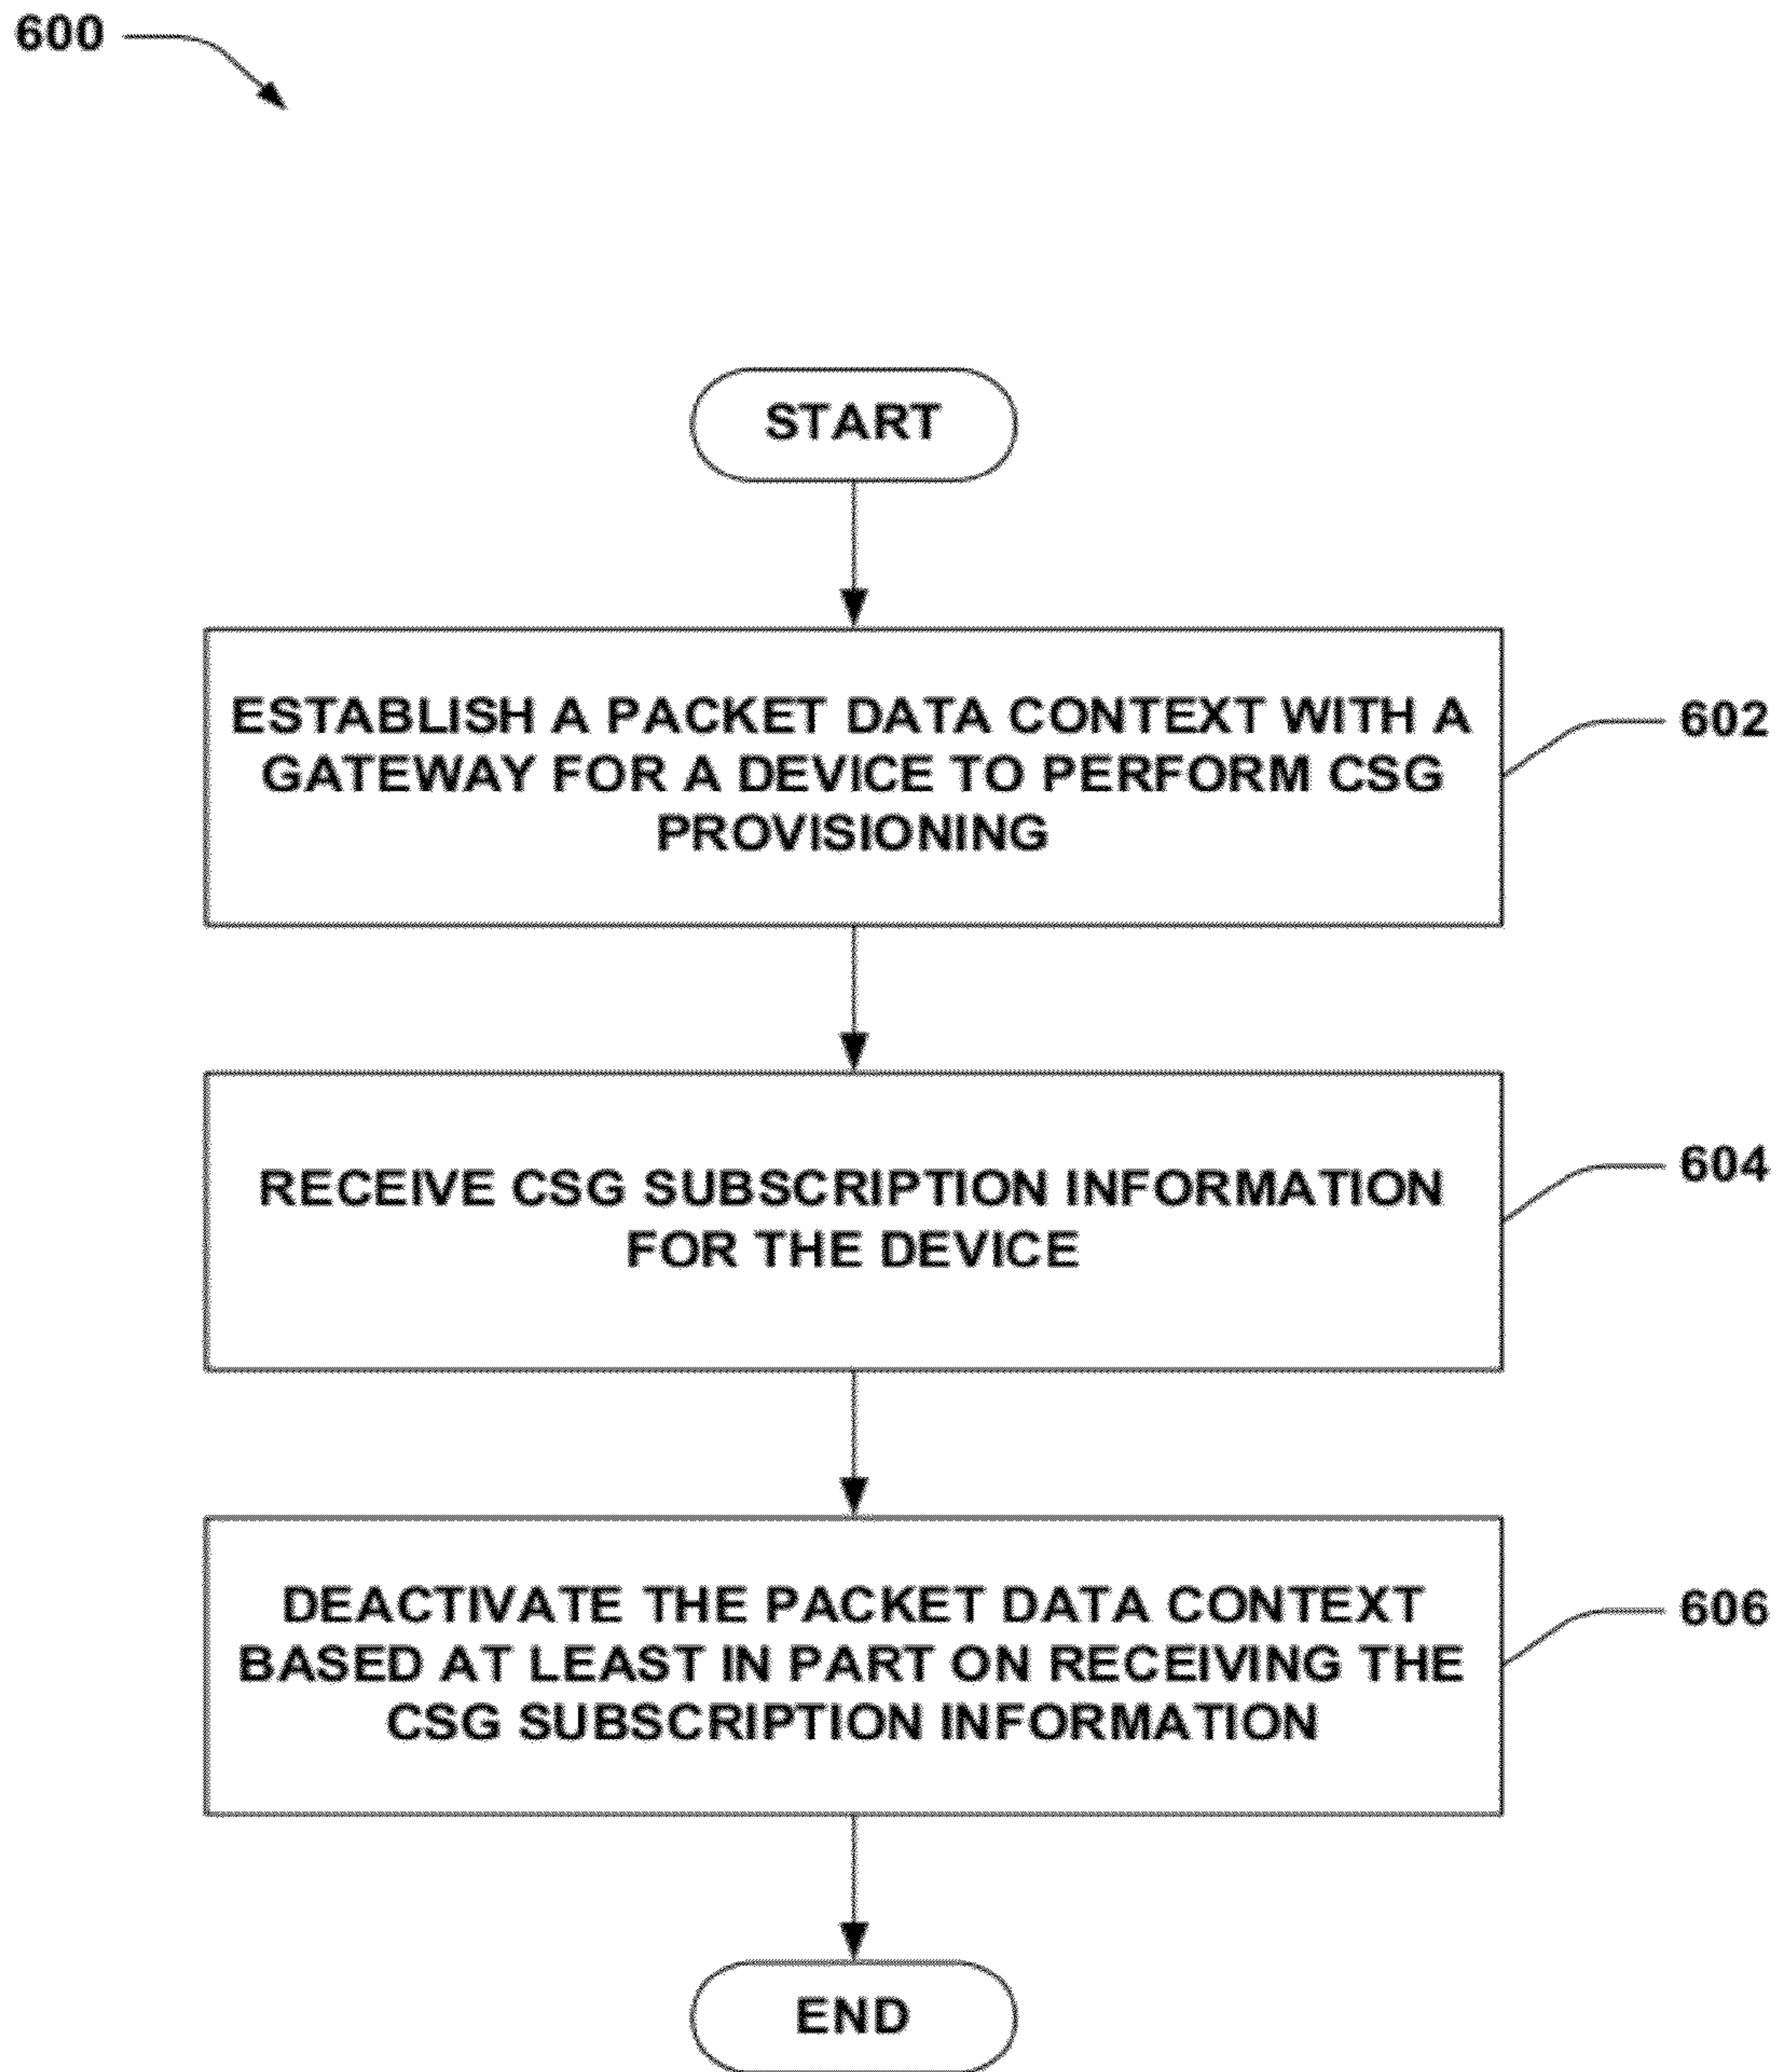 600
START
ESTABLISH A PACKET DATA CONTEXT WITH A
GATEWAY FOR A DEVICE TO PERFORM CSG
PROVISIONING
602
RECEIVE CSG SUBSCRIPTION INFORMATION
FOR THE DEVICE
604
DEACTIVATE THE PACKET DATA CONTEXT
BASED AT LEAST IN PART ON RECEIVING THE
CSG SUBSCRIPTION INFORMATION
606
END